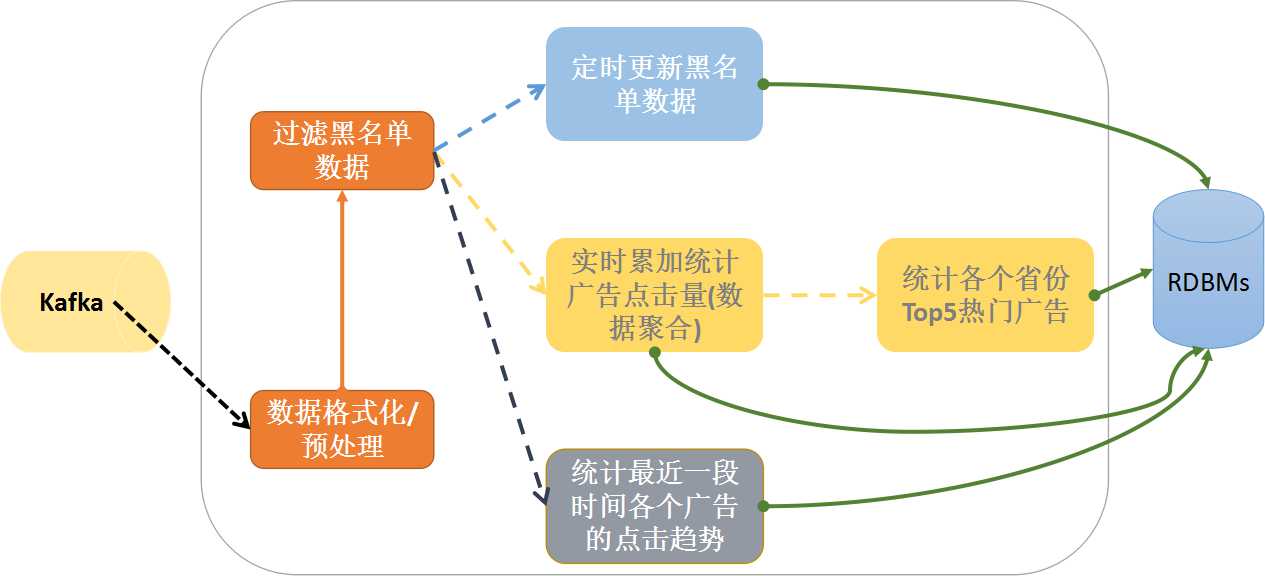 Kafka
数据格式化/
预处理
过滤黑名单
数据
定时更新黑名
单数据
实时累加统计
广告点击量(数
据聚合)
统计各个省份
Top5热门广告
统计最近一段
时间各个广告
的点击趋势
RDBMs